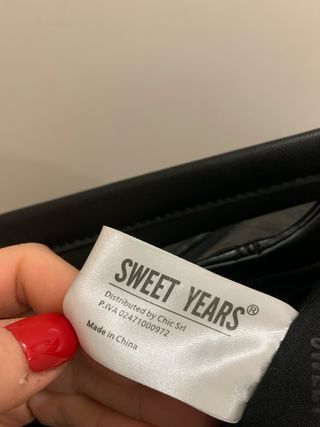 SWEET YEARS®
Distributed by Chic Srl
P.IVA 02471000972
Made in China